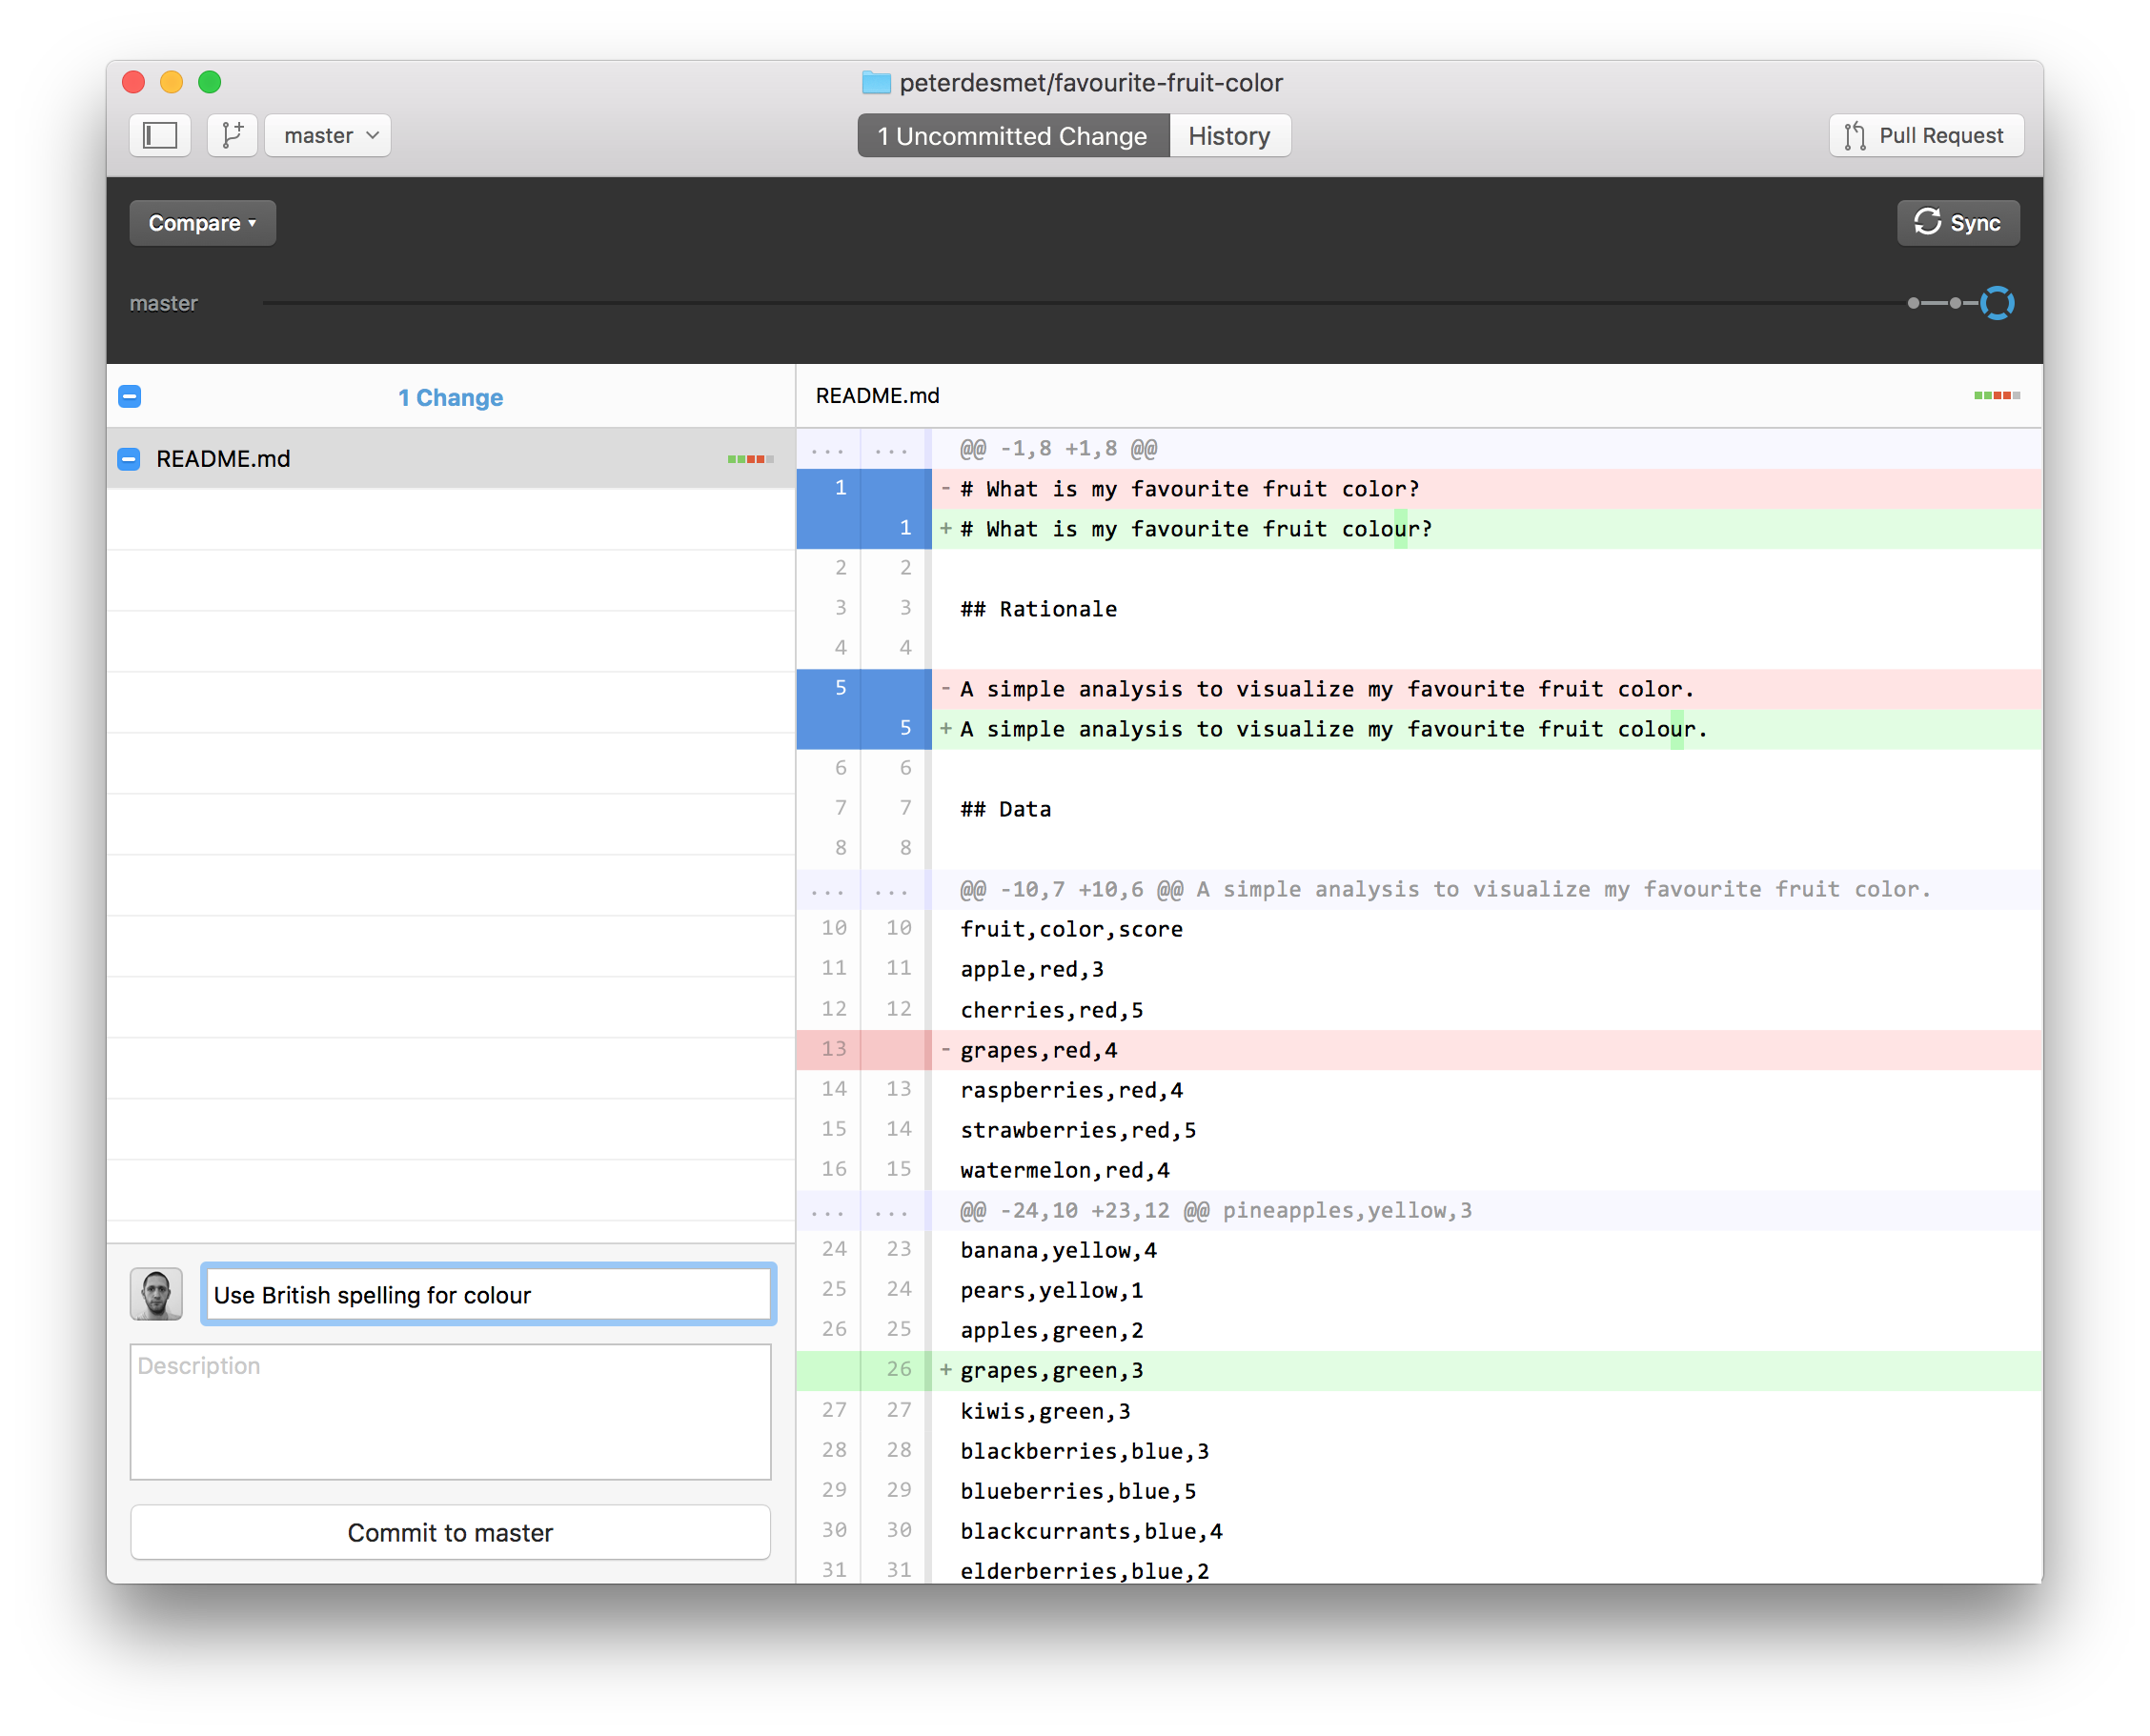 peterdesmet/favourite-fruit-color
master
1 Uncommitted Change
History
Pull Request
Compare
Sync
master
1 Change
README.md
README.md
... ... @@ -1,8 +1,8 @@
1 - # What is my favourite fruit color?
1 + # What is my favourite fruit colour?
2 2
3 3 ## Rationale
4 4
5 - A simple analysis to visualize my favourite fruit color.
5 + A simple analysis to visualize my favourite fruit colour.
6 6
7 7 ## Data
8 8
... ... @@ -10,7 +10,6 @@ A simple analysis to visualize my favourite fruit color.
10 10 fruit,color,score
11 11 apple,red,3
12 12 cherries,red,5
13 - grapes,red,4
14 13 raspberries,red,4
15 14 strawberries,red,5
16 15 watermelon,red,4
... ... @@ -24,10 +23,12 @@ pineapples,yellow,3
24 23 banana,yellow,4
25 24 pears,yellow,1
26 25 apples,green,2
26 + grapes,green,3
27 27 kiwis,green,3
28 28 blackberries,blue,3
29 29 blueberries,blue,5
30 30 blackcurrants,blue,4
31 31 elderberries,blue,2
Use British spelling for colour
Description
Commit to master